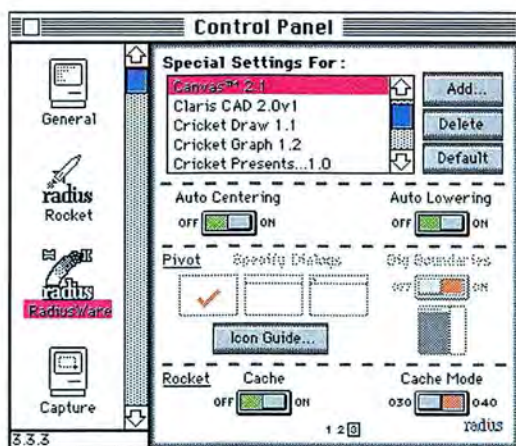 Control Panel
General
radius
Rocket
radius
RadiusWare
Capture
3.3.3
Special Settings For:
Canvas™ 2.1
Claris CAD 2.0v1
Cricket Draw 1.1
Cricket Graph 1.2
Cricket Presents...1.0
Add...
Delete
Default
Auto Centering
OFF ON
Auto Lowering
OFF ON
Pivot
Specify Dialogs
Big Boundaries
OFF ON
Icon Guide...
Rocket
Cache
OFF ON
Cache Mode
030 040
1 2 3
radius